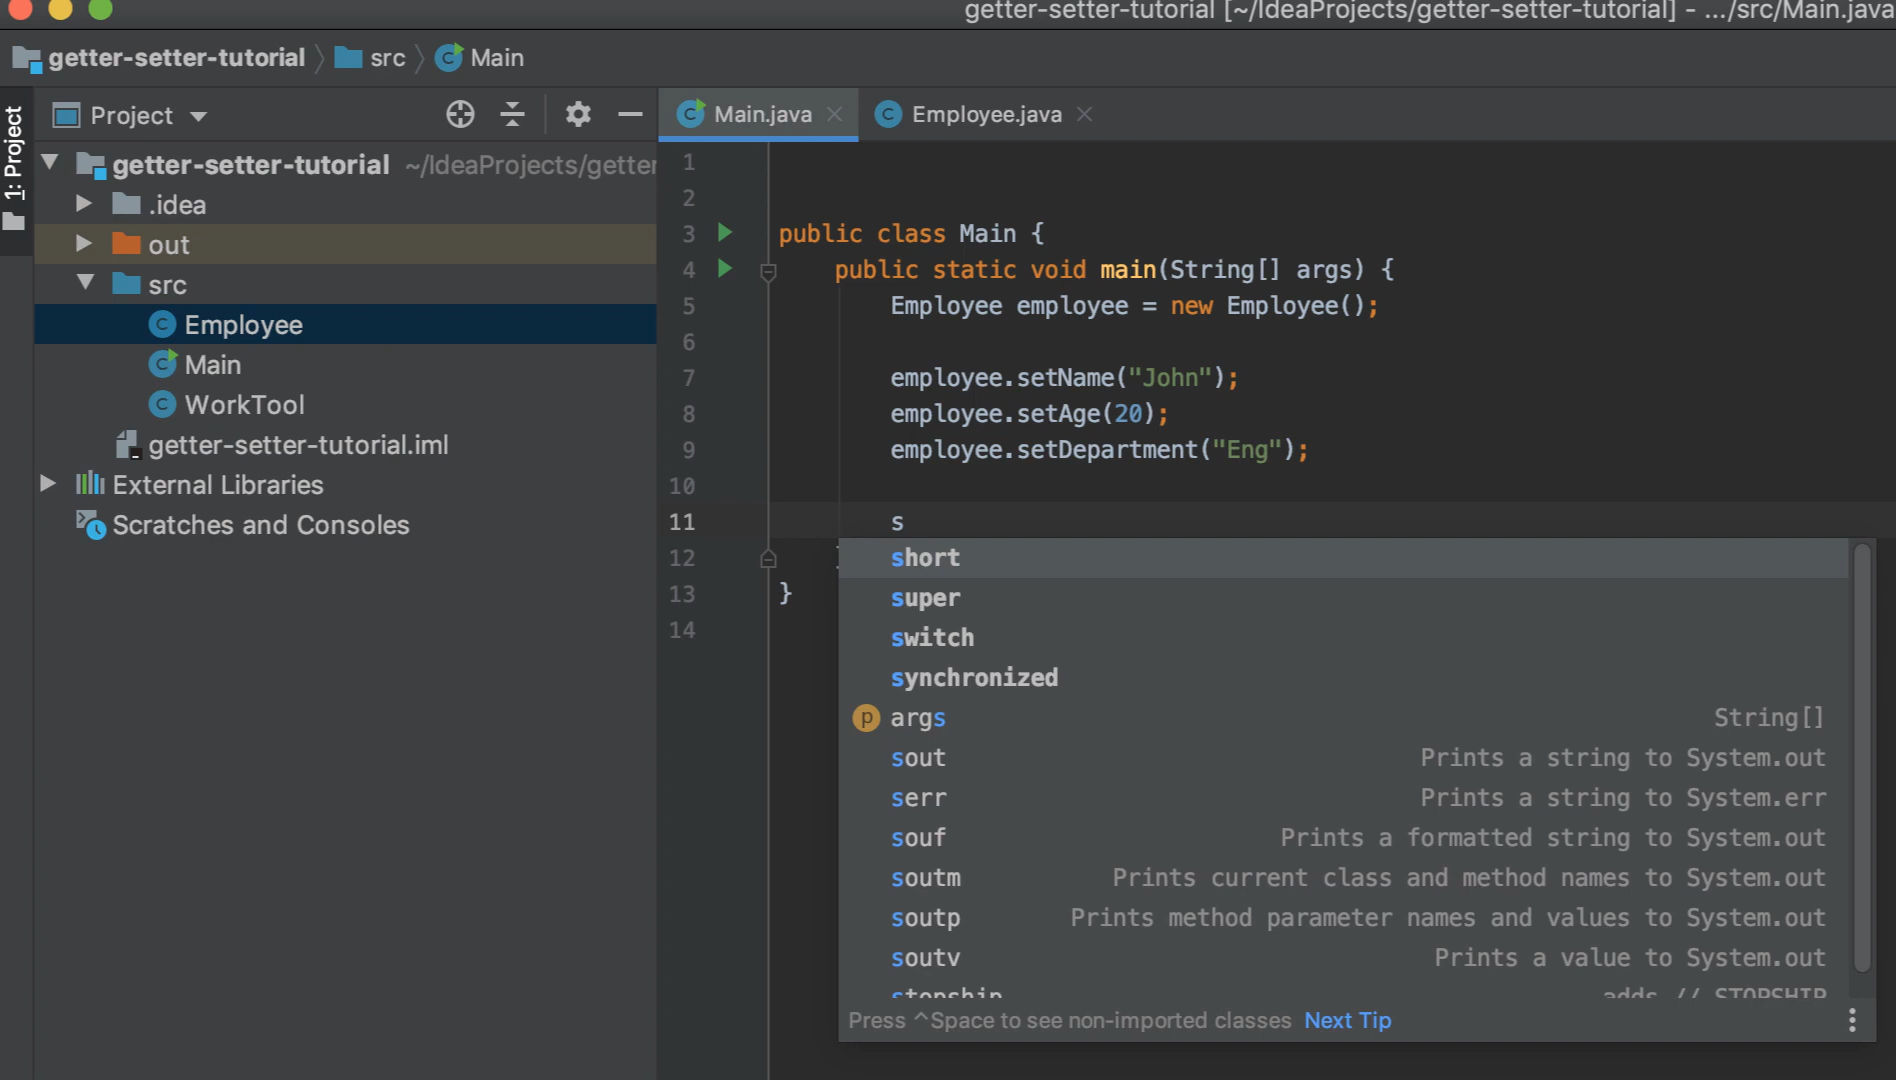 getter-setter-tutorial [~/IdeaProjects/getter-setter-tutorial] - .../src/Main.java
getter-setter-tutorial src Main
1: Project
Project
Main.java Employee.java
getter-setter-tutorial ~/IdeaProjects/getter
.idea
out
src
Employee
Main
WorkTool
getter-setter-tutorial.iml
External Libraries
Scratches and Consoles
1
2
3 public class Main {
4 public static void main(String[] args) {
5 Employee employee = new Employee();
6
7 employee.setName("John");
8 employee.setAge(20);
9 employee.setDepartment("Eng");
10
11 s
12
13 }
14
short
super
switch
synchronized
p args String[]
sout Prints a string to System.out
serr Prints a string to System.err
souf Prints a formatted string to System.out
soutm Prints current class and method names to System.out
soutp Prints method parameter names and values to System.out
soutv Prints a value to System.out
stopship adds // STOPSHIP
Press ^Space to see non-imported classes Next Tip